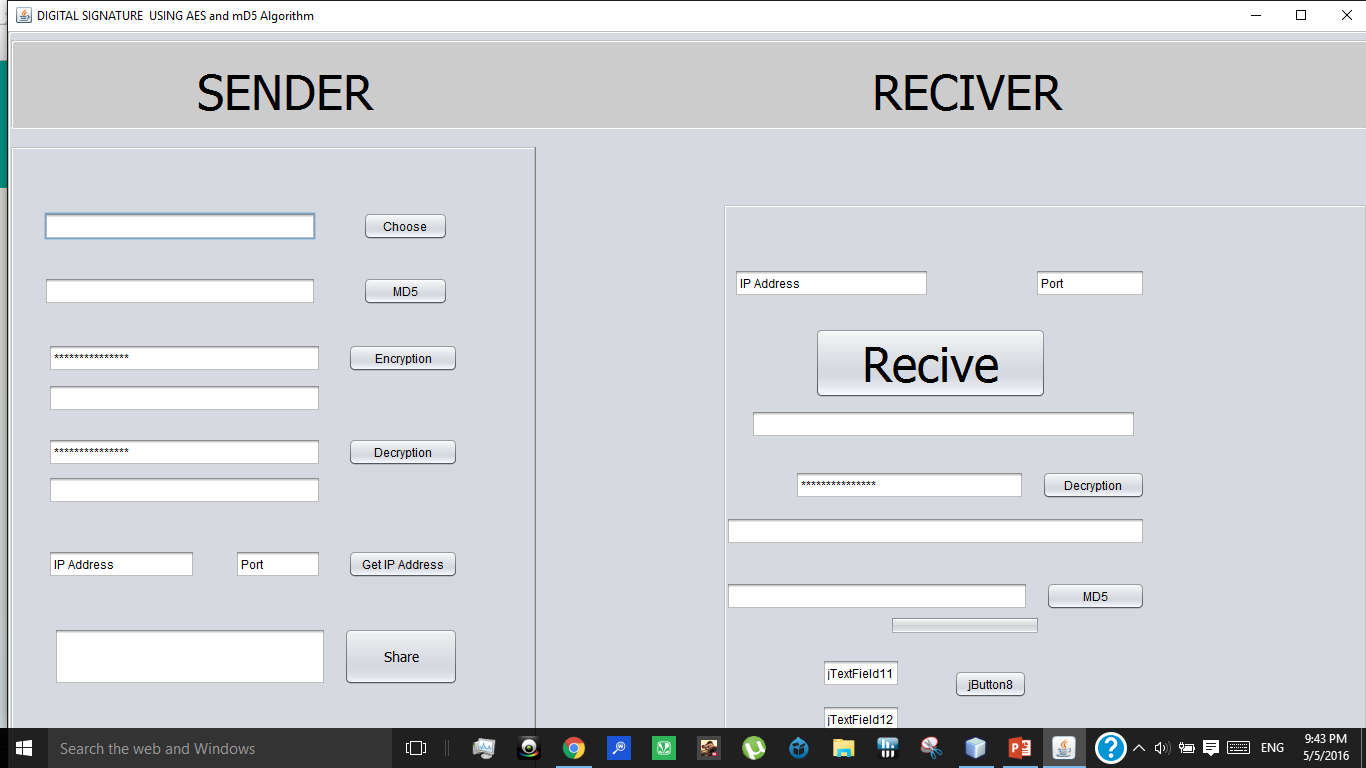 DIGITAL SIGNATURE  USING AES and mD5 Algorithm
SENDER
RECIVER
Choose
MD5
***************
Encryption
***************
Decryption
IP Address
Port
Get IP Address
Share
IP Address
Port
Recive
***************
Decryption
MD5
jTextField11
jButton8
jTextField12
Search the web and Windows
ENG
9:43 PM
5/5/2016